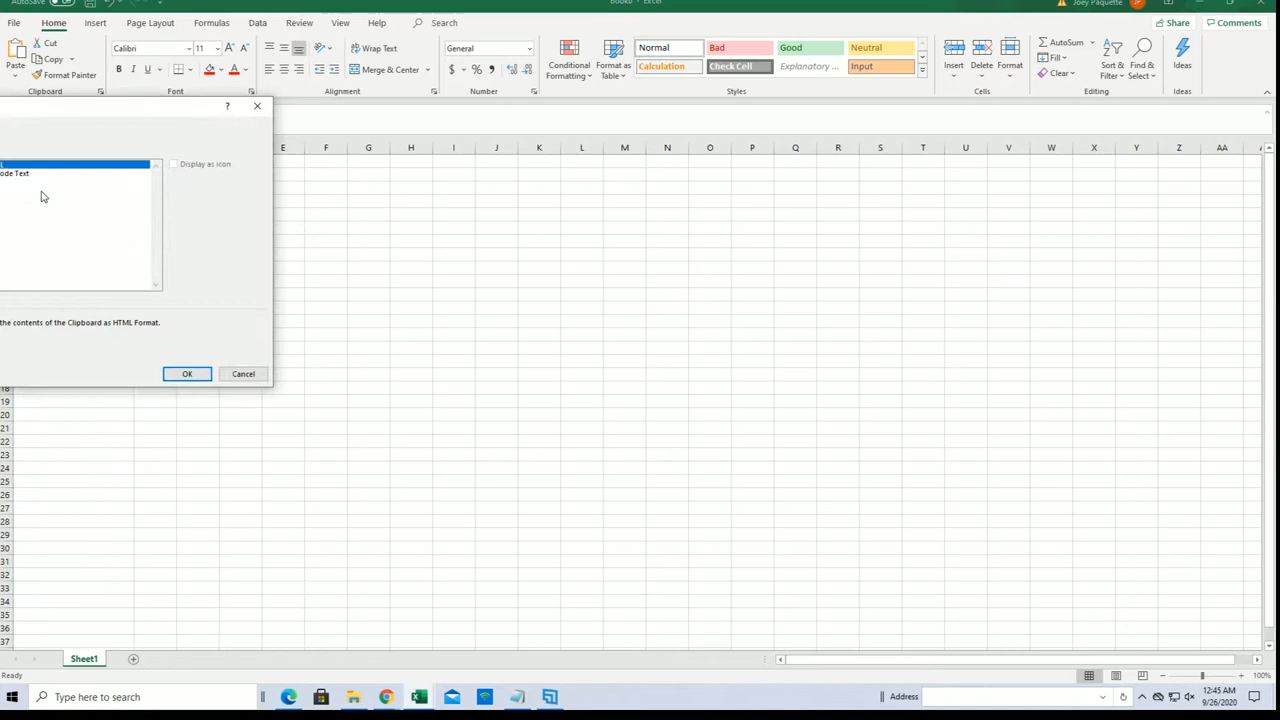 AutoSave Book6 - Excel Joey Paquette
File Home Insert Page Layout Formulas Data Review View Help Search Share Comments
Cut Calibri 11 Wrap Text General Normal Bad Good Neutral AutoSum
Paste Copy Conditional Formatting Format as Table Calculation Check Cell Explanatory ... Input Insert Delete Format Fill Sort & Filter Find & Select Ideas
Format Painter B I U Merge & Center $ % Clear
Clipboard Font Alignment Number Styles Cells Editing Ideas
? ×
E F G H I J K L M N O P Q R S T U V W X Y Z AA
Display as icon
ode Text
the contents of the Clipboard as HTML Format.
OK Cancel
18
19
20
21
22
23
24
25
26
27
28
29
30
31
32
33
34
35
36
37
Sheet1
Ready 100%
Type here to search Address 12:45 AM
9/26/2020